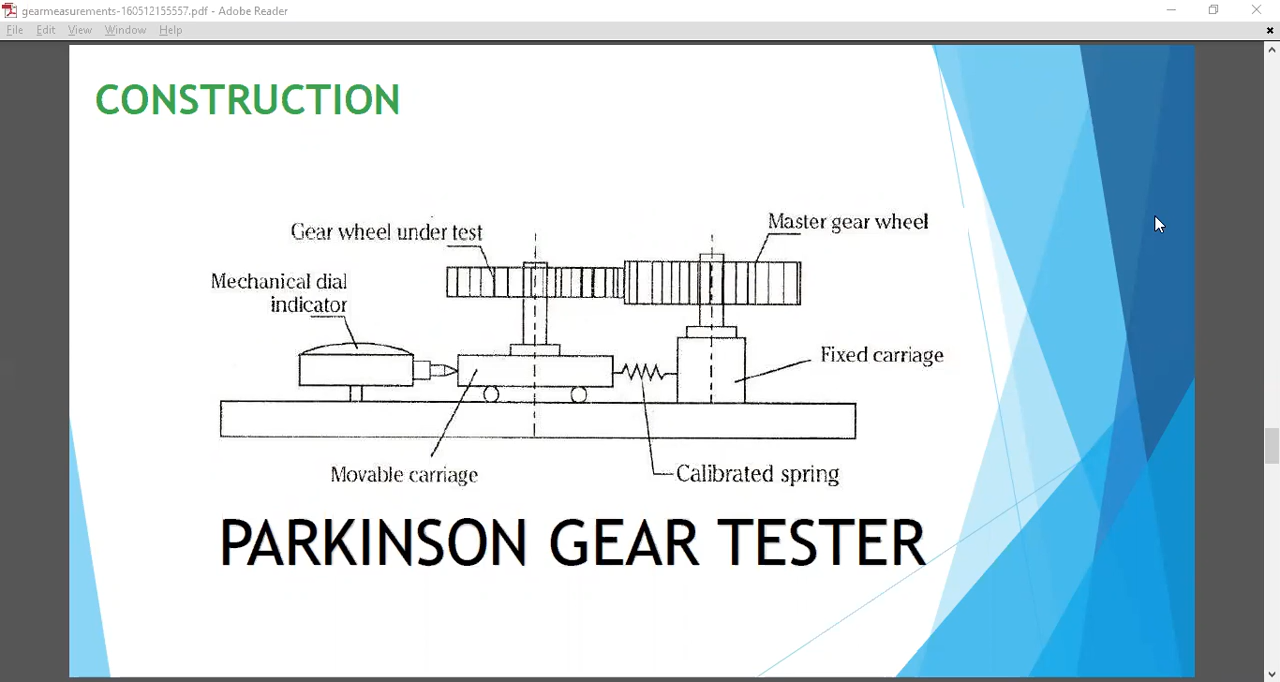 gearmeasurements-160512155557.pdf - Adobe Reader
File Edit View Window Help
CONSTRUCTION
Gear wheel under test
Master gear wheel
Mechanical dial
indicator
Fixed carriage
Movable carriage
Calibrated spring
PARKINSON GEAR TESTER